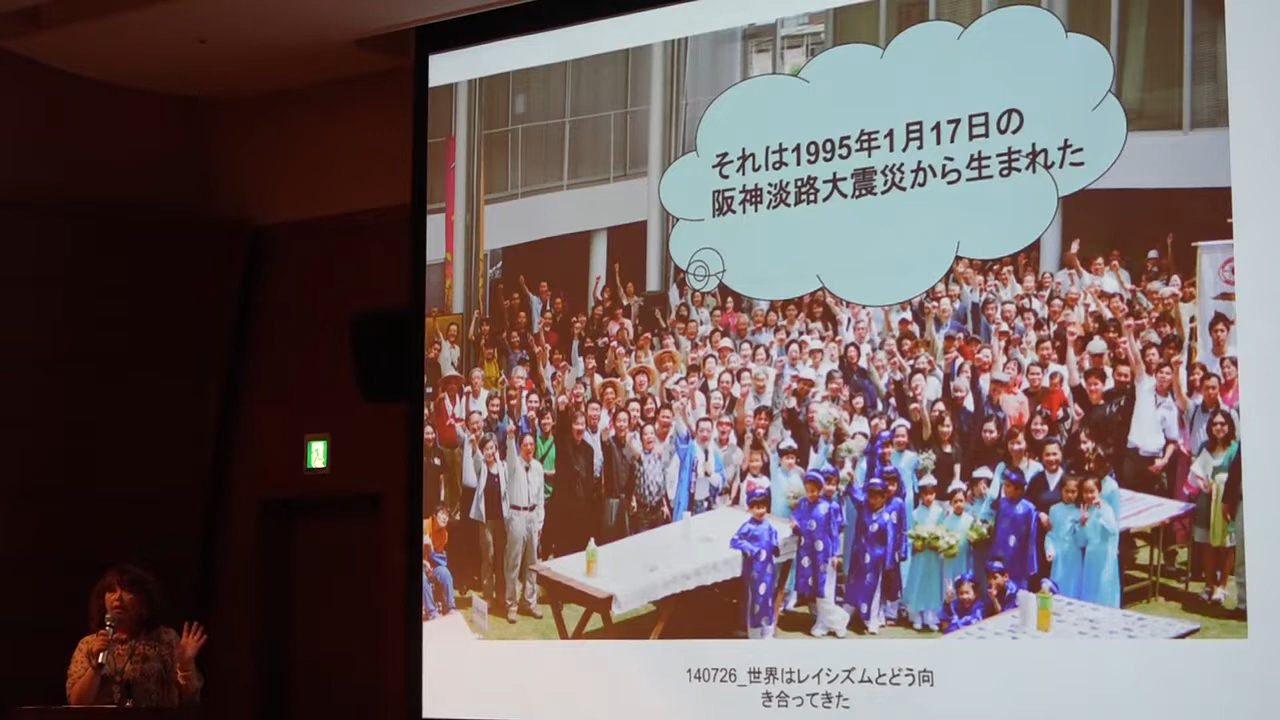 それは1995年1月17日の
阪神淡路大震災から生まれた
140726_世界はレイシズムとどう向
き合ってきた